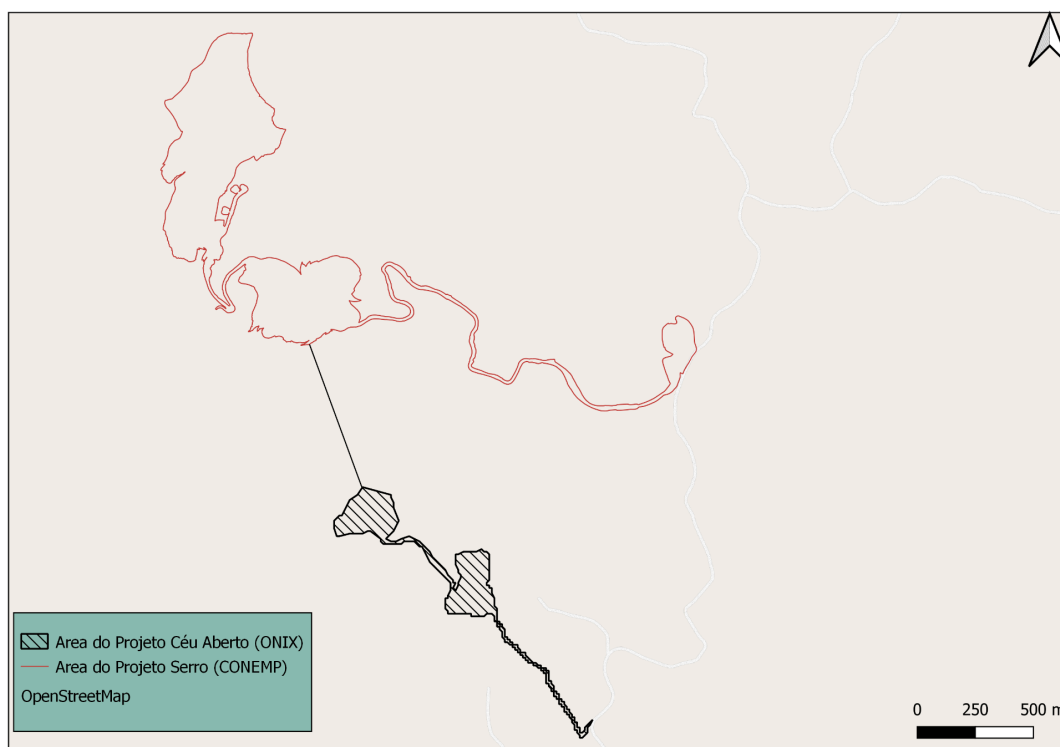 Area do Projeto Céu Aberto (ONIX)
Area do Projeto Serro (CONEMP)
OpenStreetMap
0 250 500 m